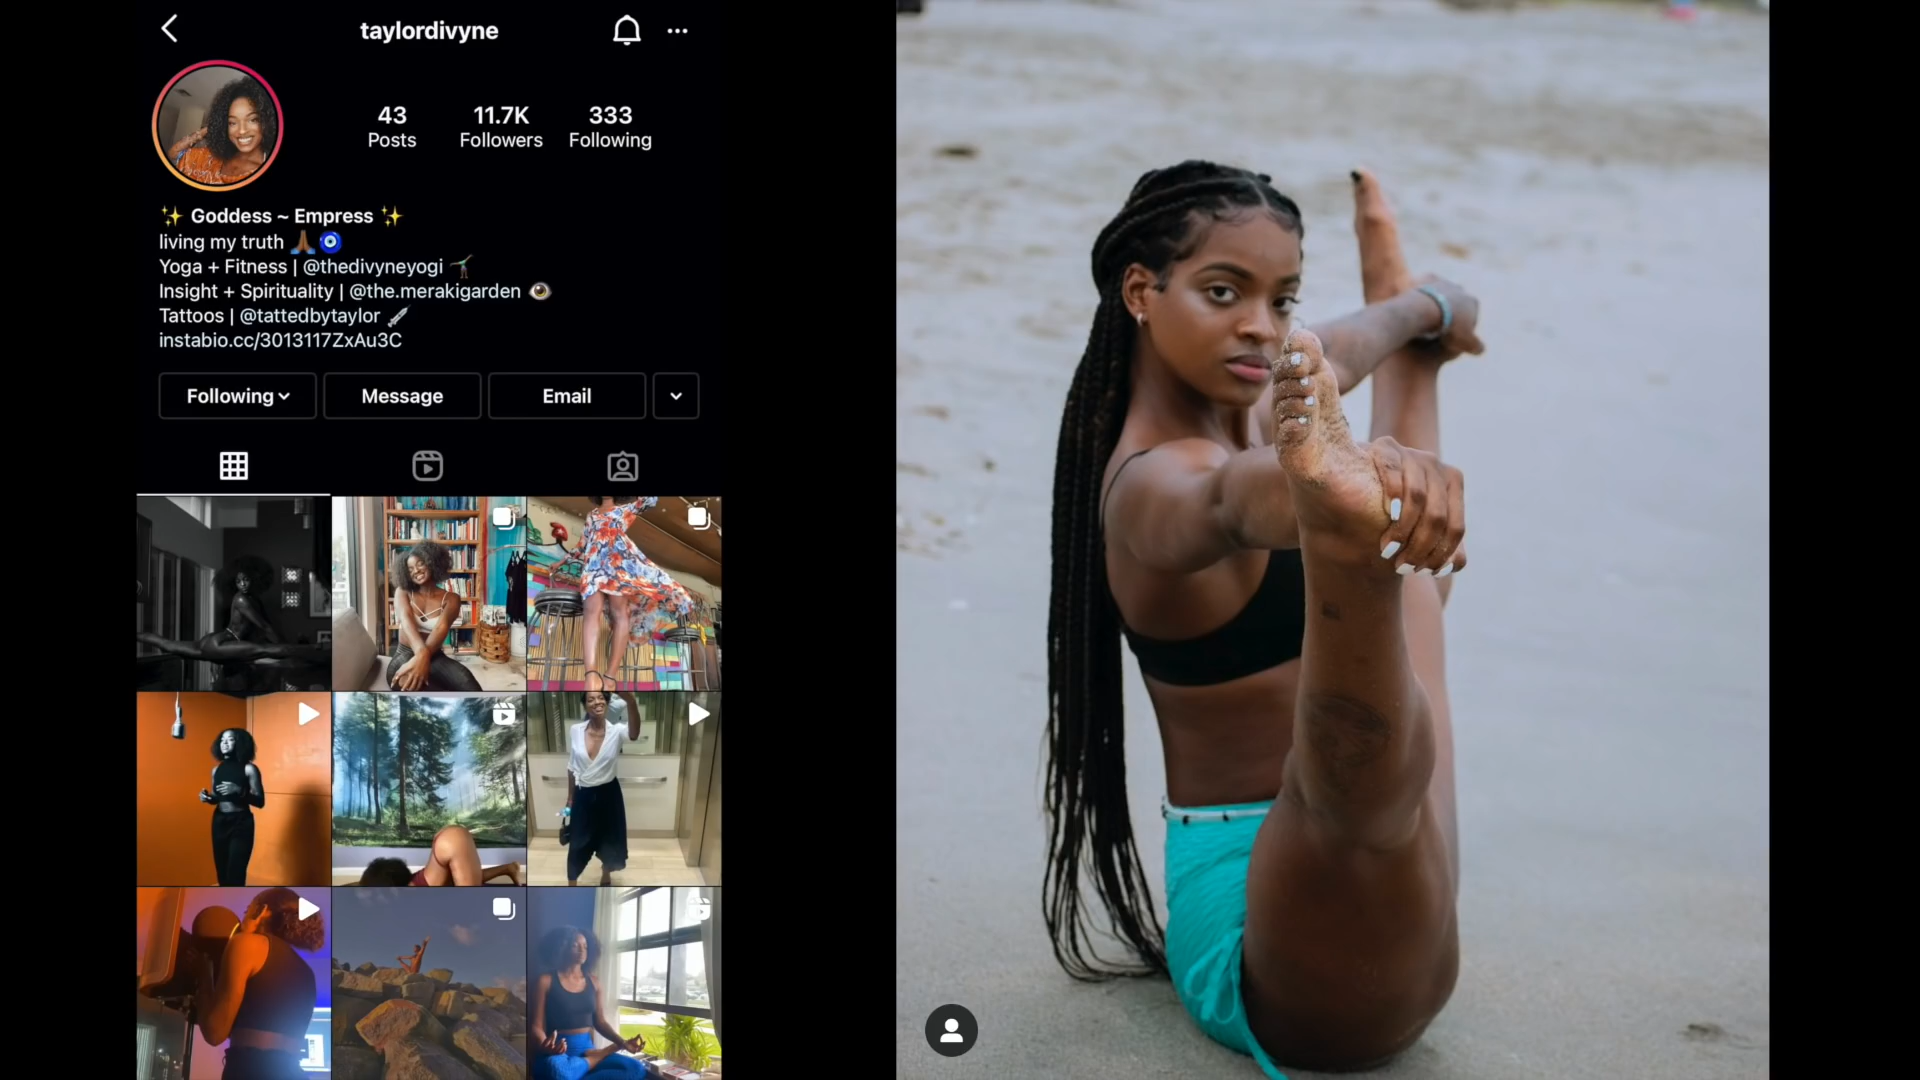 taylordivyne
43 11.7K 333
Posts Followers Following
✨ Goddess ~ Empress ✨
living my truth 🙏🏾🧿
Yoga + Fitness | @thedivyneyogi 🤸🏾‍♀️
Insight + Spirituality | @the.merakigarden 👁️
Tattoos | @tattedbytaylor 💉
instabio.cc/3013117ZxAu3C
Following Message Email